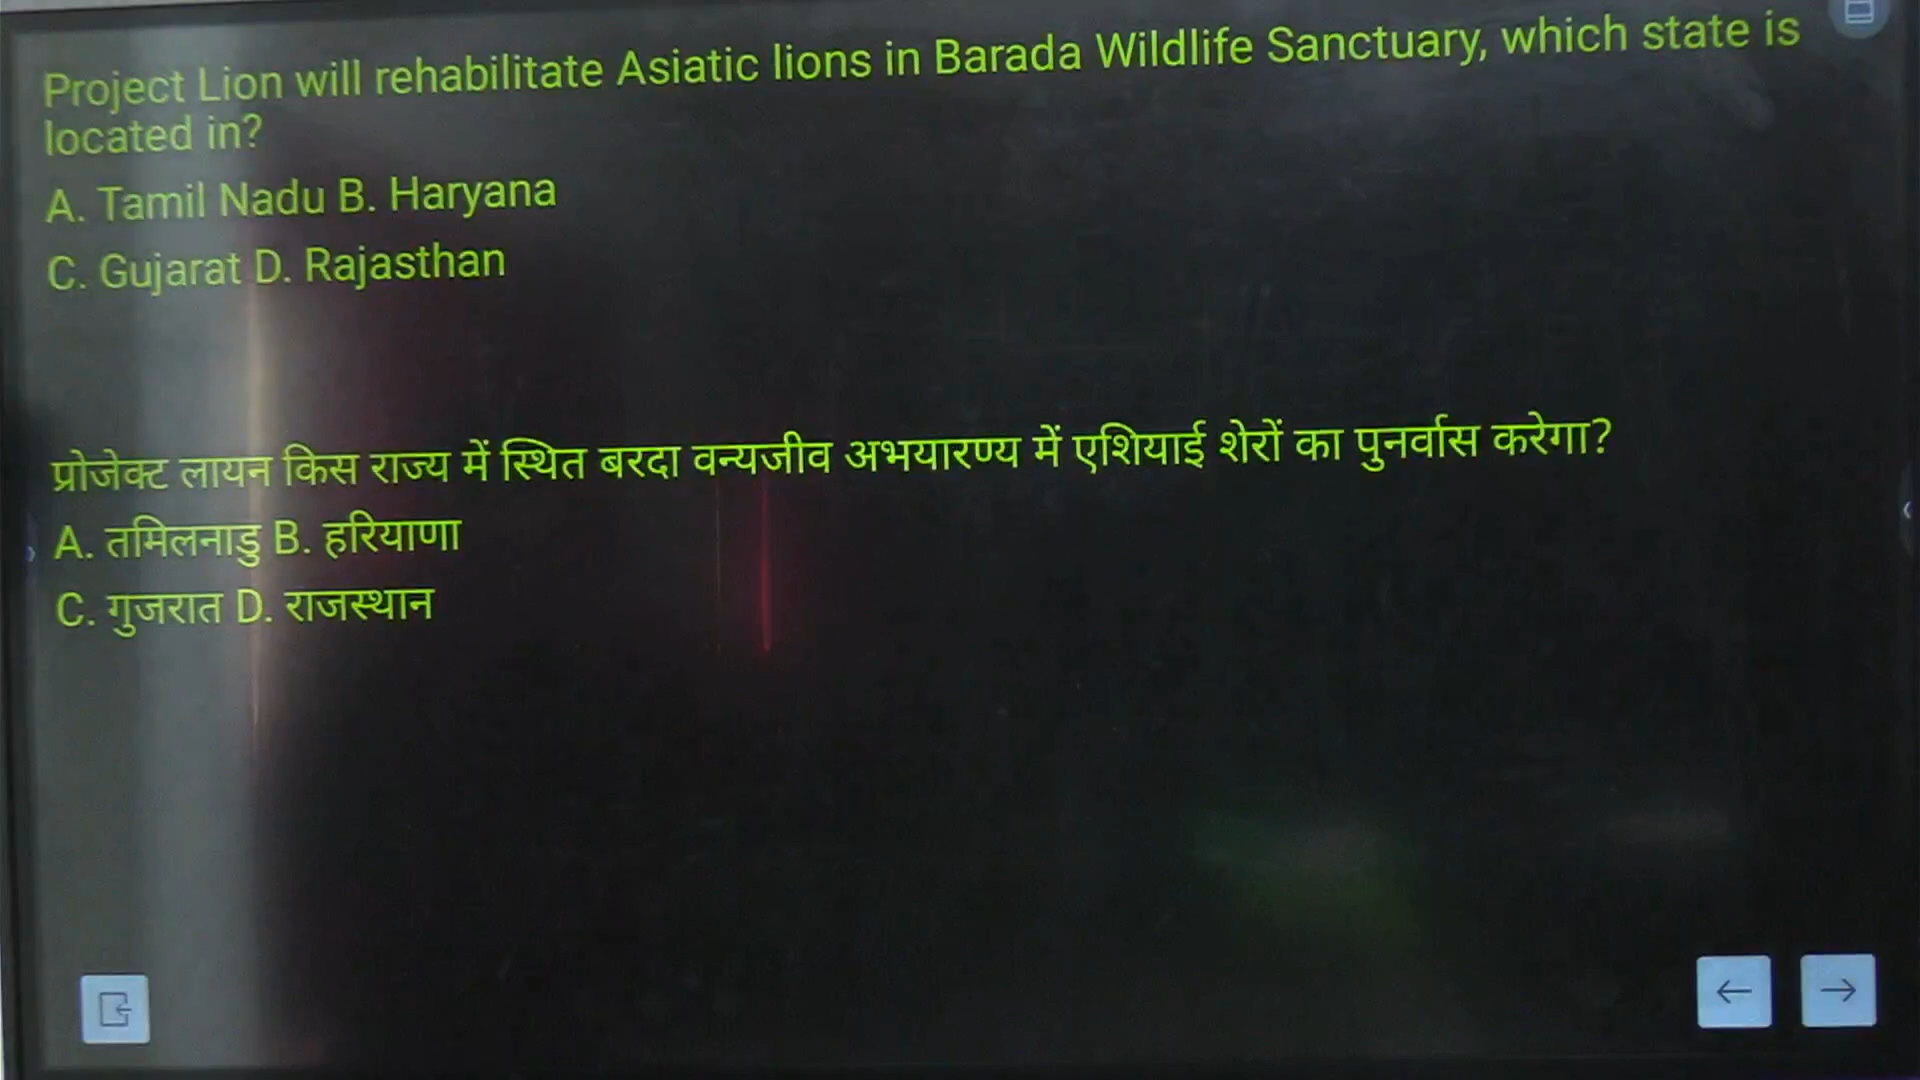 Project Lion will rehabilitate Asiatic lions in Barada Wildlife Sanctuary, which state is
located in?
A. Tamil Nadu B. Haryana
C. Gujarat D. Rajasthan
प्रोजेक्ट लायन किस राज्य में स्थित बरदा वन्यजीव अभयारण्य में एशियाई शेरों का पुनर्वास करेगा?
A. तमिलनाडु B. हरियाणा
C. गुजरात D. राजस्थान